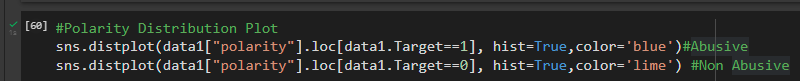 [60] #Polarity Distribution Plot
sns.distplot(data1["polarity"].loc[data1.Target==1], hist=True,color='blue')#Abusive
sns.distplot(data1["polarity"].loc[data1.Target==0], hist=True,color='lime') #Non Abusive